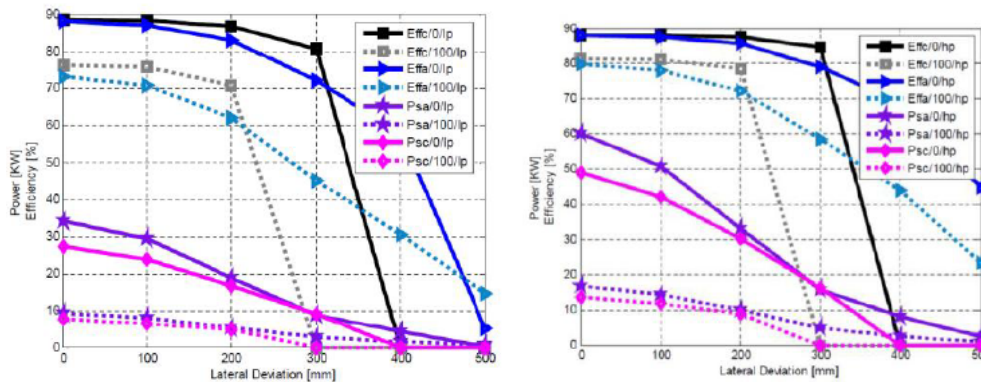 90
80
70
60
50
40
30
20
10
0
Power [KW]
Efficiency [%]
Effc/0/lp
Effc/100/lp
Effa/0/lp
Effa/100/lp
Psa/0/lp
Psa/100/lp
Psc/0/lp
Psc/100/lp
0 100 200 300 400 500
Lateral Deviation [mm]
90
80
70
60
50
40
30
20
10
0
Power [KW]
Efficiency [%]
Effc/0/hp
Effc/100/hp
Effa/0/hp
Effa/100/hp
Psa/0/hp
Psa/100/hp
Psc/0/hp
Psc/100/hp
0 100 200 300 400 500
Lateral Deviation [mm]